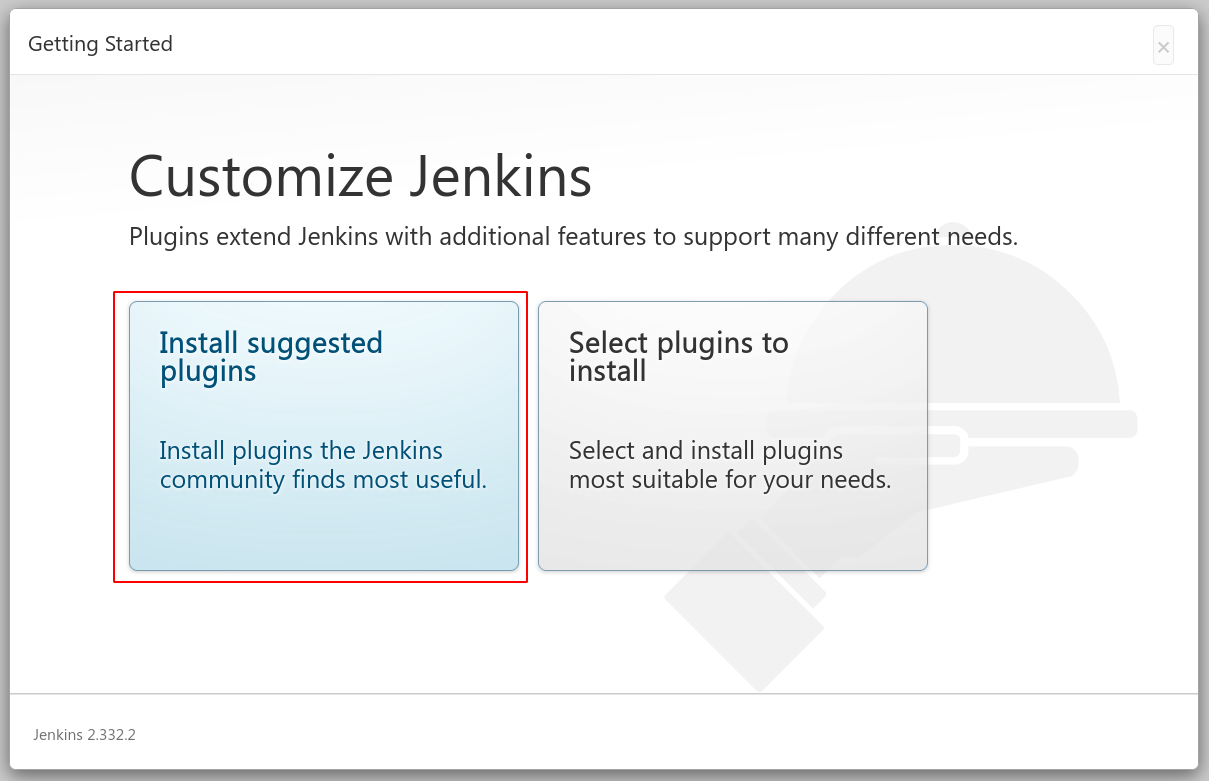 Getting Started
×
Customize Jenkins
Plugins extend Jenkins with additional features to support many different needs.
Install suggested
plugins
Install plugins the Jenkins
community finds most useful.
Select plugins to
install
Select and install plugins
most suitable for your needs.
Jenkins 2.332.2